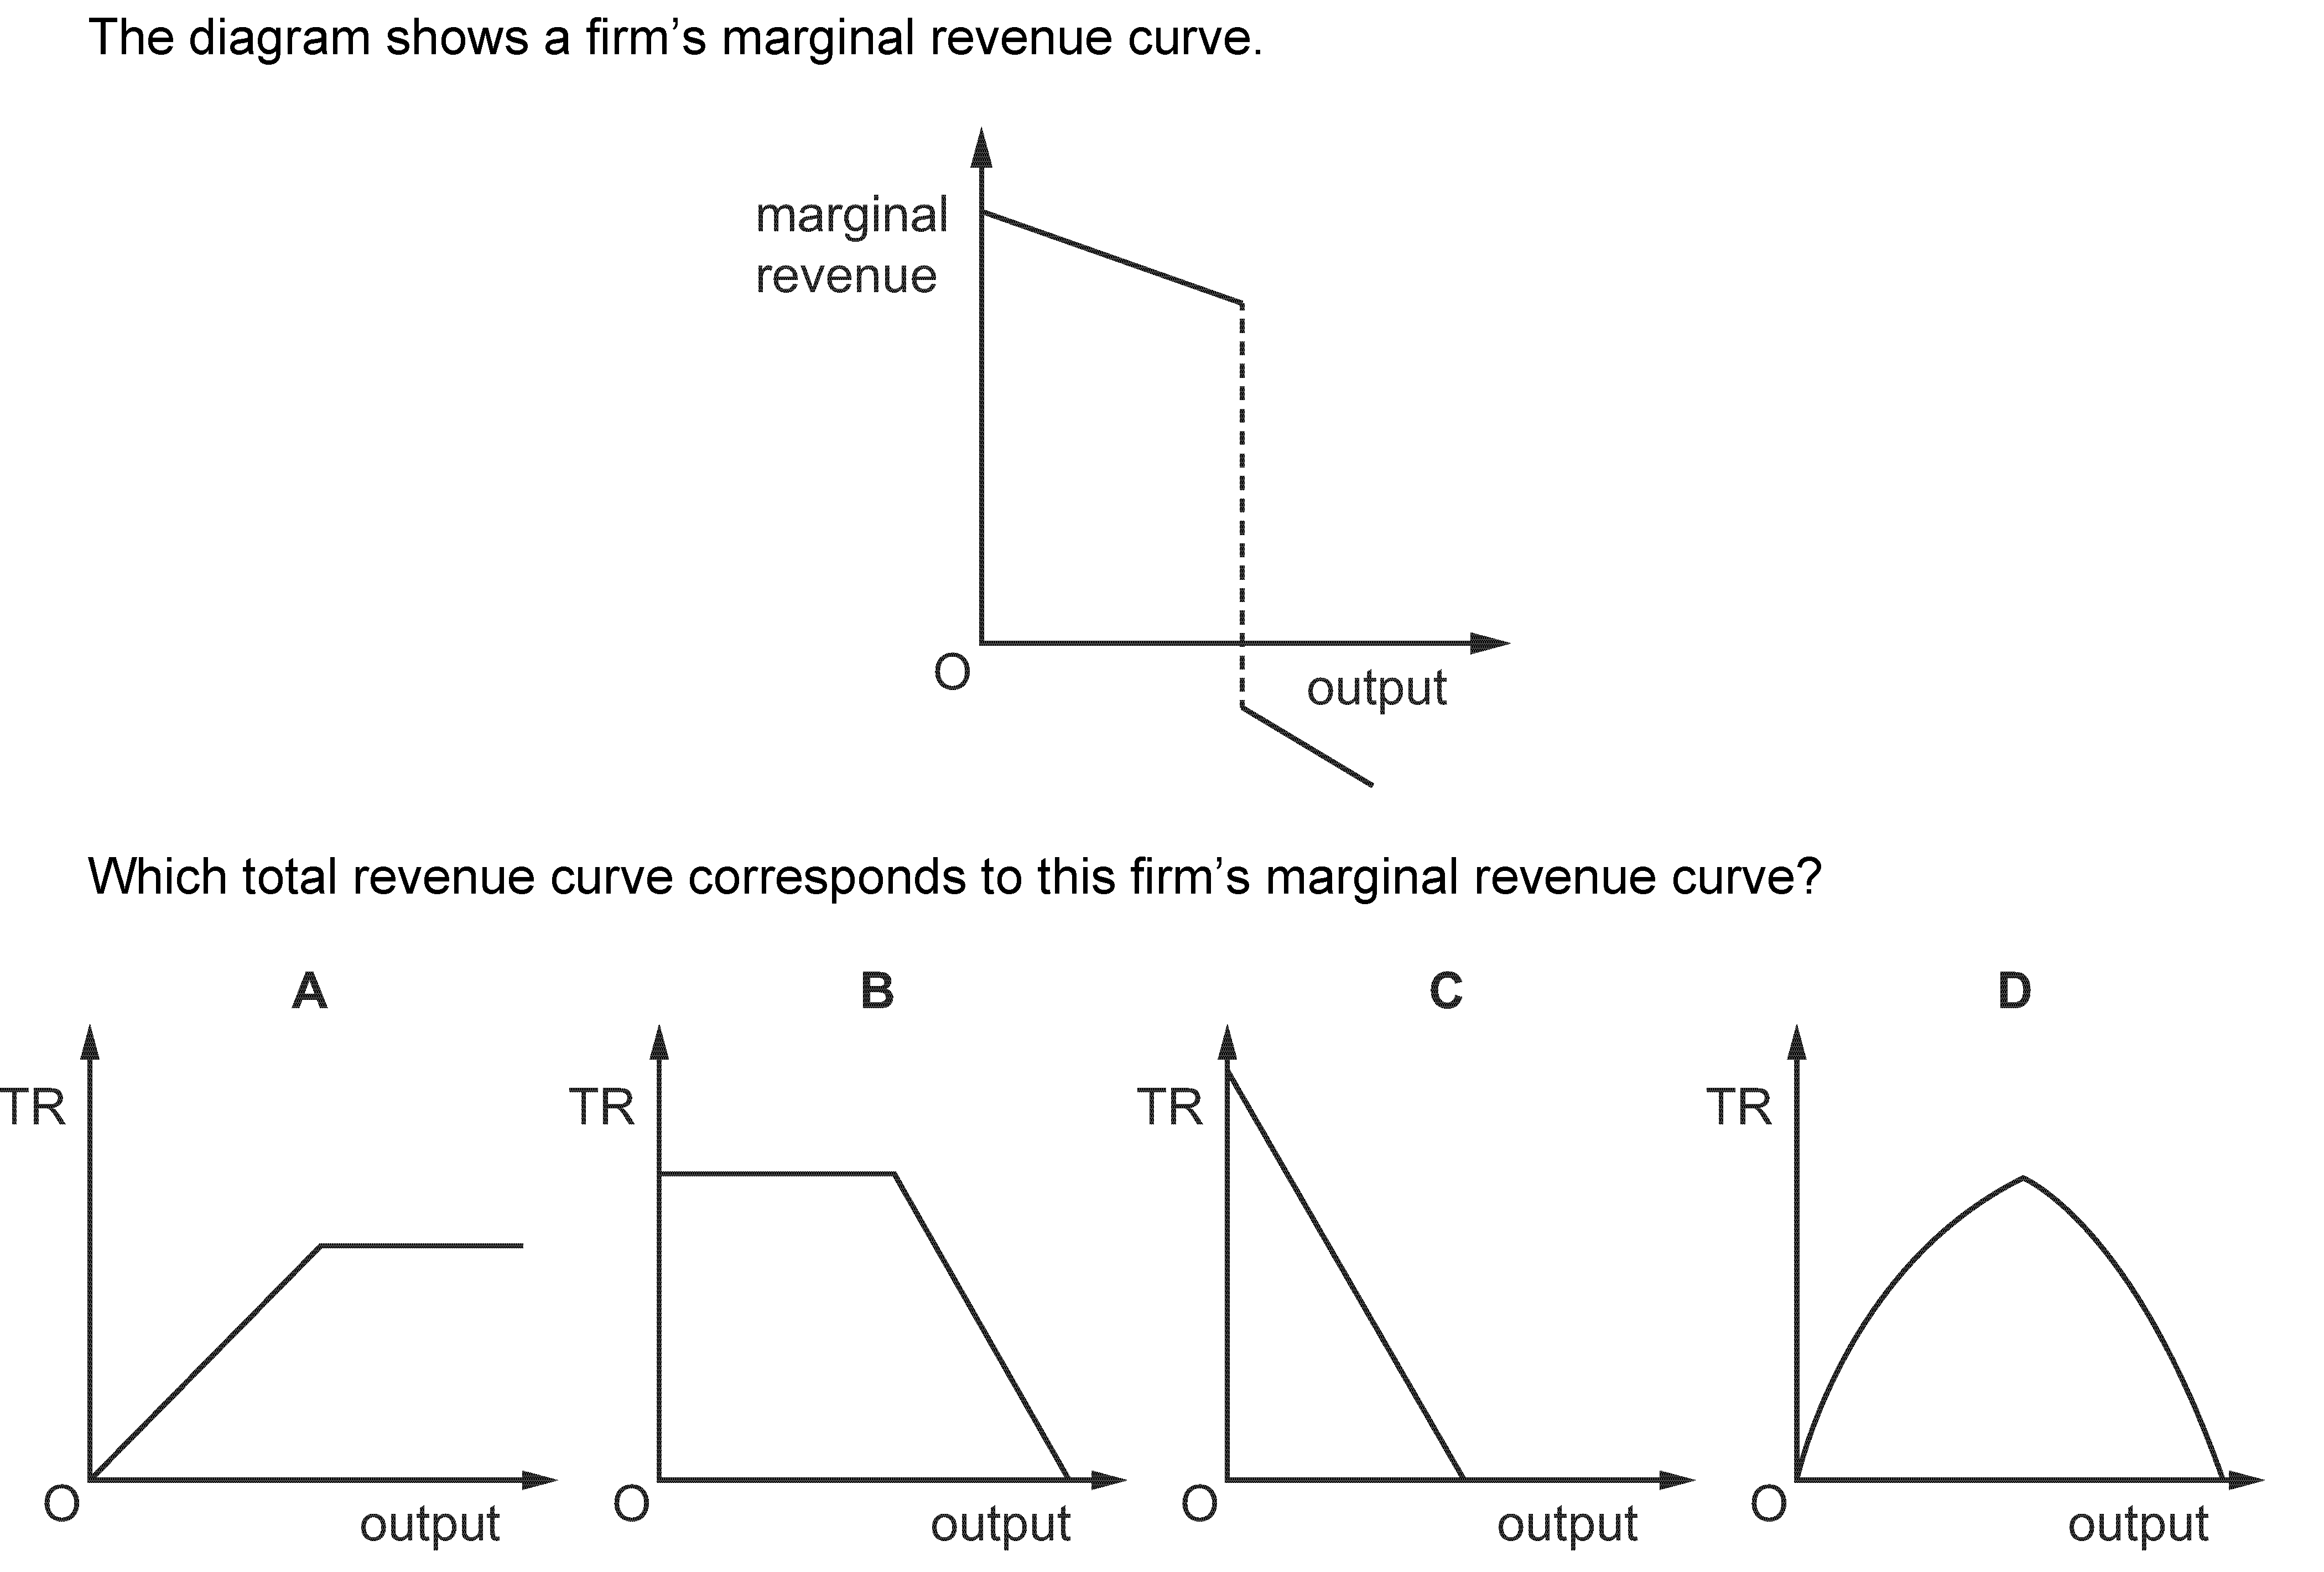 The diagram shows a firm’s marginal revenue curve.
marginal
revenue
O
output
Which total revenue curve corresponds to this firm’s marginal revenue curve?
A B C D
TR TR TR TR
O O O O
output output output output